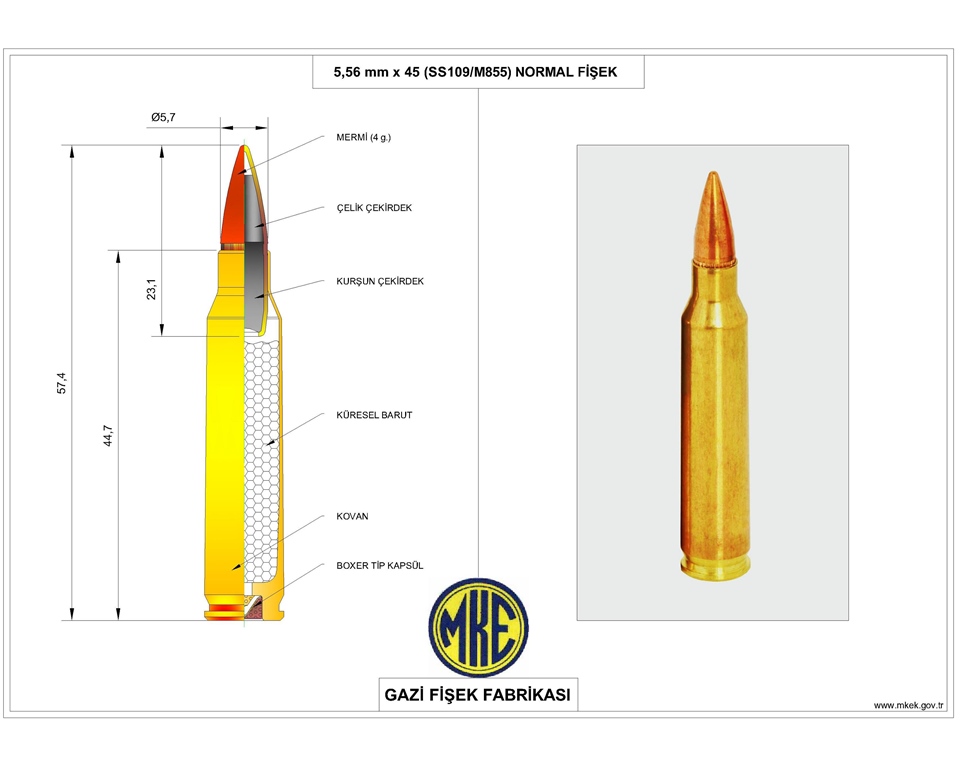 5,56 mm x 45 (SS109/M855) NORMAL FİŞEK
Ø5,7
MERMİ (4 g.)
ÇELİK ÇEKİRDEK
KURŞUN ÇEKİRDEK
23,1
57,4
44,7
KÜRESEL BARUT
KOVAN
BOXER TİP KAPSÜL
MKE
GAZİ FİŞEK FABRİKASI
www.mkek.gov.tr